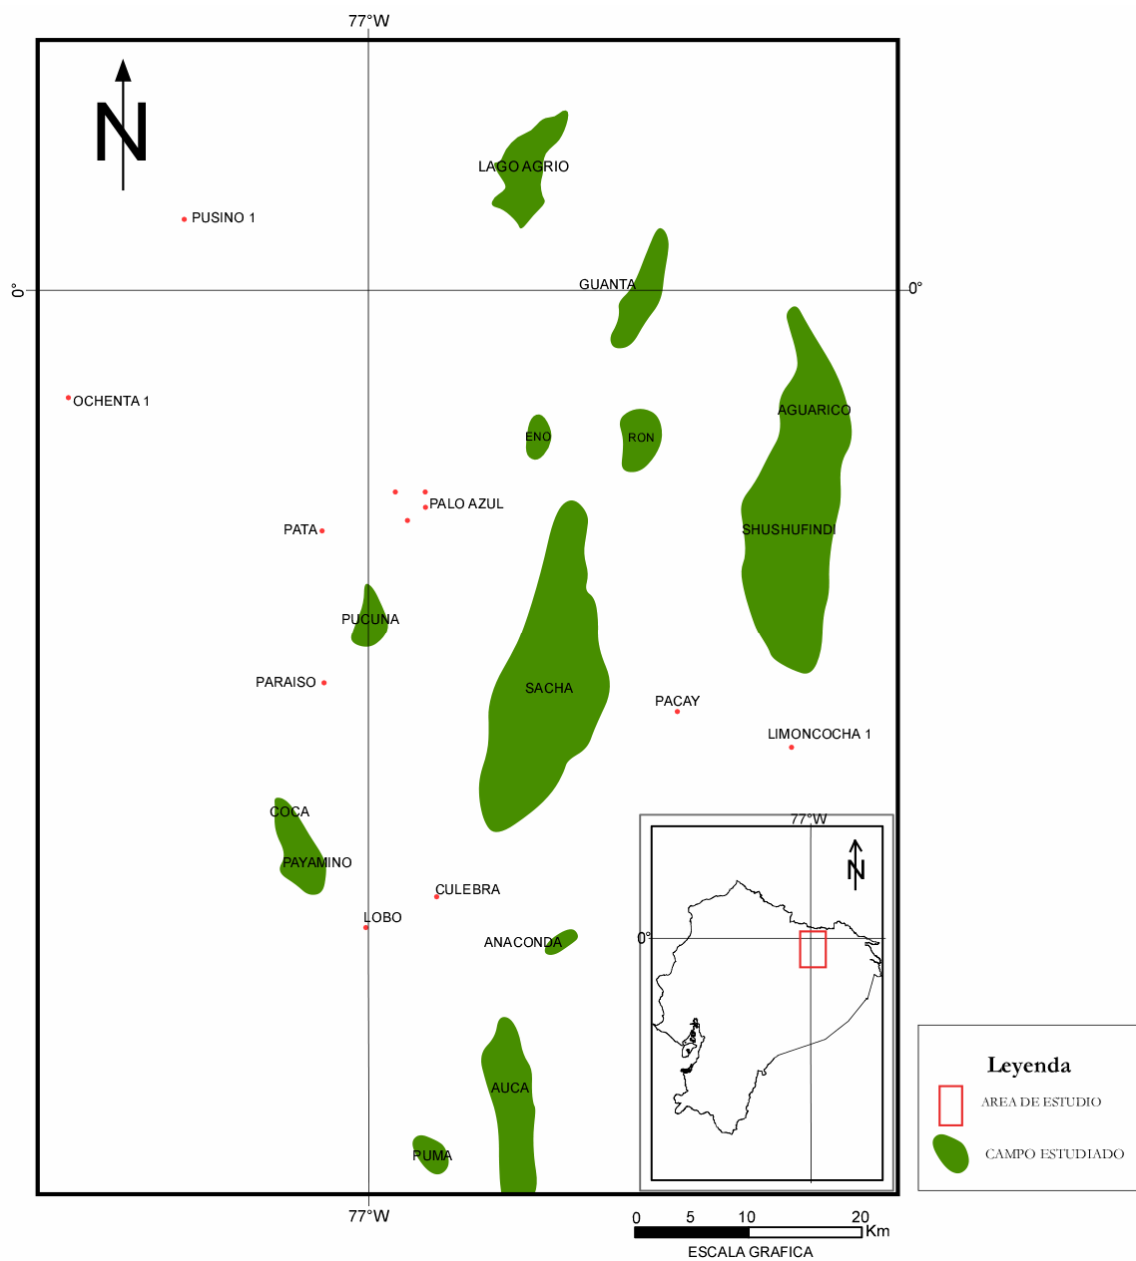 77°W
N
LAGO AGRIO
PUSINO 1
GUANTA
0°
0°
OCHENTA 1
AGUARICO
ENO
RON
PALO AZUL
PATA
SHUSHUFINDI
PUCUNA
PARAISO
SACHA
PACAY
LIMONCOCHA 1
COCA
PAYAMINO
CULEBRA
LOBO
ANACONDA
AUCA
PUMA
77°W
77°W
N
0°
Leyenda
AREA DE ESTUDIO
CAMPO ESTUDIADO
0 5 10 20
Km
ESCALA GRAFICA